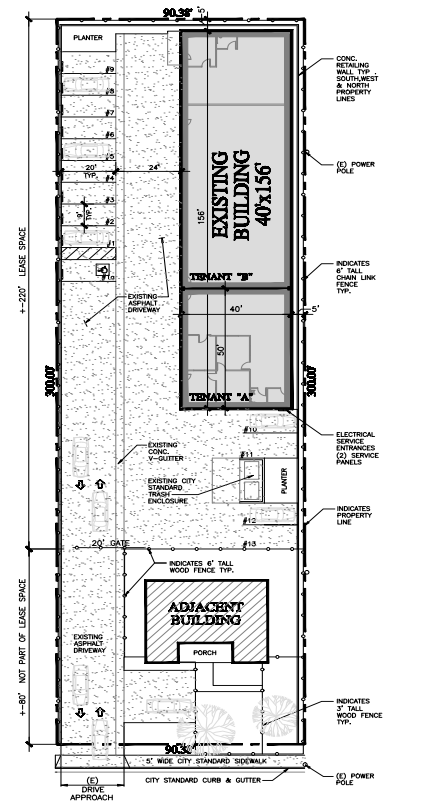 90.38'
5'
PLANTER
#9
#8
#7
#6
#5
20'
TYP.
24'
#4
#3
9'
TYP.
#2
#1
EXISTING
BUILDING
40'x156'
156'
TENANT "B"
40'
5'
50'
TENANT "A"
EXISTING
ASPHALT
DRIVEWAY
+-220' LEASE SPACE
300.00'
300.00'
CONC.
RETAILING
WALL TYP.
SOUTH,WEST
& NORTH
PROPERTY
LINES
(E) POWER
POLE
INDICATES
6' TALL
CHAIN LINK
FENCE
TYP.
#10
ELECTRICAL
SERVICE
ENTRANCES
(2) SERVICE
PANELS
EXISTING
CONC.
V-GUTTER
#11
EXISTING CITY
STANDARD
TRASH
ENCLOSURE
PLANTER
#12
INDICATES
PROPERTY
LINE
20' GATE
#13
INDICATES 6' TALL
WOOD FENCE TYP.
ADJACENT
BUILDING
PORCH
EXISTING
ASPHALT
DRIVEWAY
+-80' NOT PART OF LEASE SPACE
INDICATES
3' TALL
WOOD FENCE
TYP.
90.38'
5' WIDE CITY STANDARD SIDEWALK
CITY STANDARD CURB & GUTTER
(E) POWER
POLE
(E)
DRIVE
APPROACH